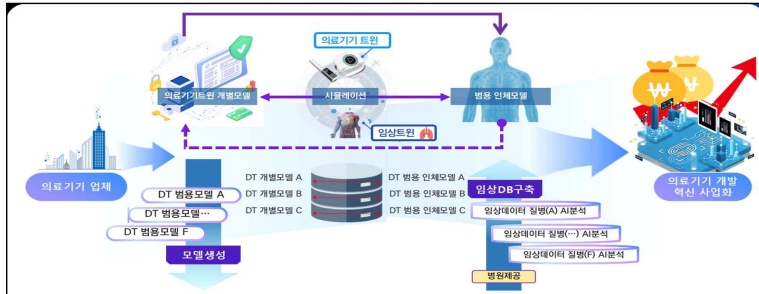 의료기기 트윈
의료기기트윈 개별모델
시뮬레이션
범용 인체모델
임상트윈
의료기기 업체
DT 개별모델 A
DT 개별모델 B
DT 개별모델 C
DT 범용 인체모델 A
DT 범용 인체모델 B
DT 범용 인체모델 C
DT 범용모델 A
DT 범용모델…
DT 범용모델 F
모델생성
임상DB구축
임상데이터 질병(A) AI분석
임상데이터 질병(…) AI분석
임상데이터 질병(F) AI분석
병원제공
의료기기 개발
혁신 사업화